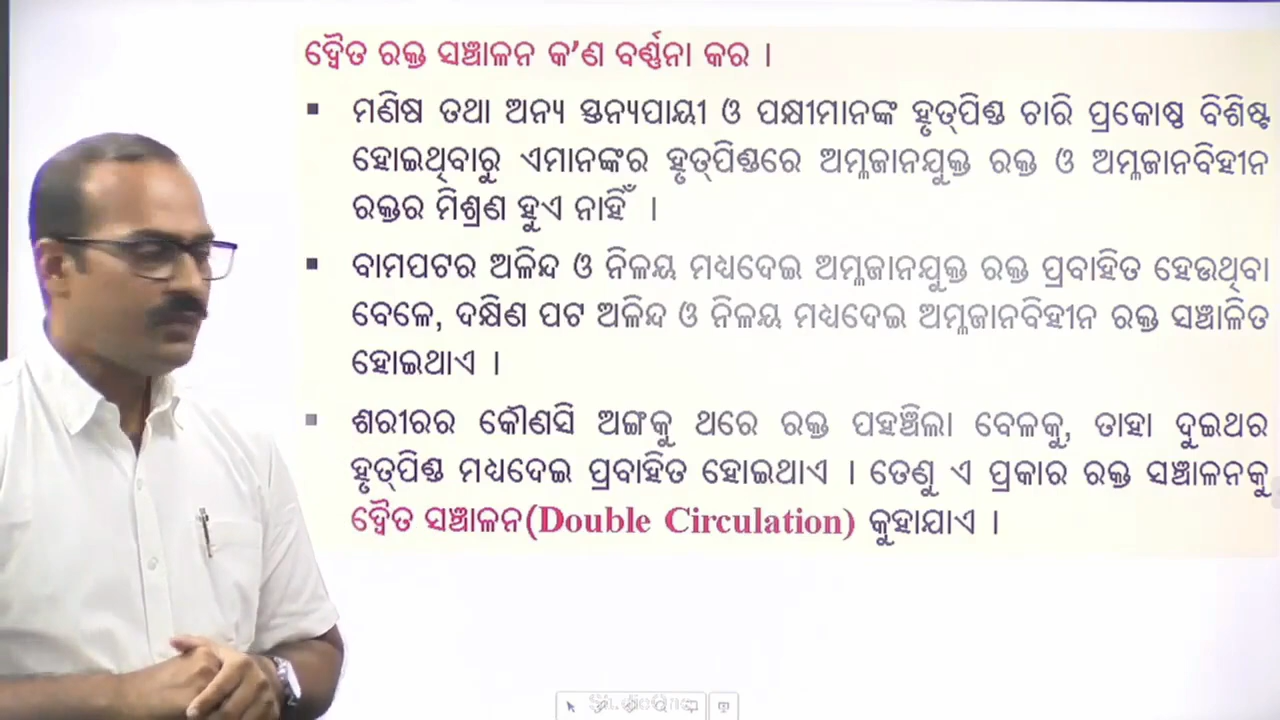 ଦ୍ୱୈତ ରକ୍ତ ସଞ୍ଚାଳନ କ'ଣ ବର୍ଣ୍ଣନା କର ।
▪ ମଣିଷ ତଥା ଅନ୍ୟ ସ୍ତନ୍ୟପାୟୀ ଓ ପକ୍ଷୀମାନଙ୍କ ହୃତ୍‌ପିଣ୍ଡ ଚାରି ପ୍ରକୋଷ୍ଠ ବିଶିଷ୍ଟ
ହୋଇଥିବାରୁ ଏମାନଙ୍କର ହୃତ୍‌ପିଣ୍ଡରେ ଅମ୍ଳଜାନଯୁକ୍ତ ରକ୍ତ ଓ ଅମ୍ଳଜାନବିହୀନ
ରକ୍ତର ମିଶ୍ରଣ ହୁଏ ନାହିଁ ।
▪ ବାମପଟର ଅଳିନ୍ଦ ଓ ନିଳୟ ମଧ୍ୟଦେଇ ଅମ୍ଳଜାନଯୁକ୍ତ ରକ୍ତ ପ୍ରବାହିତ ହେଉଥିବା
ବେଳେ, ଦକ୍ଷିଣ ପଟ ଅଳିନ୍ଦ ଓ ନିଳୟ ମଧ୍ୟଦେଇ ଅମ୍ଳଜାନବିହୀନ ରକ୍ତ ସଞ୍ଚାଳିତ
ହୋଇଥାଏ ।
▪ ଶରୀରର କୌଣସି ଅଙ୍ଗକୁ ଥରେ ରକ୍ତ ପହଞ୍ଚିଲା ବେଳକୁ, ତାହା ଦୁଇଥର
ହୃତ୍‌ପିଣ୍ଡ ମଧ୍ୟଦେଇ ପ୍ରବାହିତ ହୋଇଥାଏ । ତେଣୁ ଏ ପ୍ରକାର ରକ୍ତ ସଞ୍ଚାଳନକୁ
ଦ୍ୱୈତ ସଞ୍ଚାଳନ(Double Circulation) କୁହାଯାଏ ।